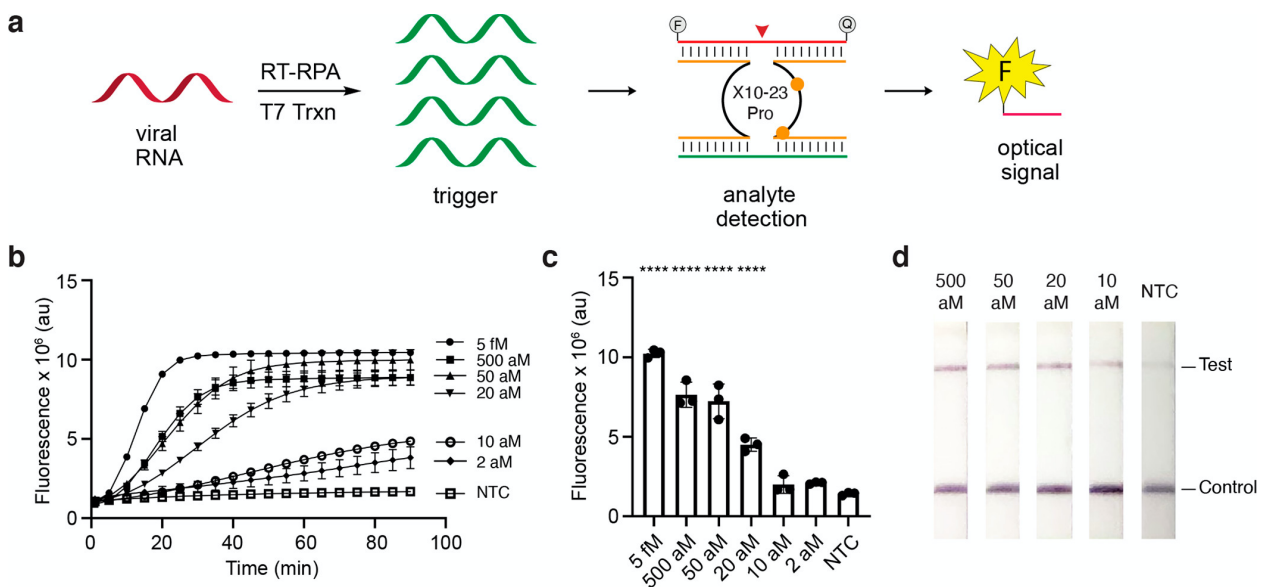 a
viral
RNA
RT-RPA
T7 Trxn
trigger
F
Q
X10-23
Pro
analyte
detection
F
optical
signal
b
Fluorescence x 10⁶ (au)
15
10
5
0
0
20
40
60
80
100
Time (min)
5 fM
500 aM
50 aM
20 aM
10 aM
2 aM
NTC
c
Fluorescence x 10⁶ (au)
15
10
5
0
**** **** **** ****
5 fM
500 aM
50 aM
20 aM
10 aM
2 aM
NTC
d
500
aM
50
aM
20
aM
10
aM
NTC
Test
Control